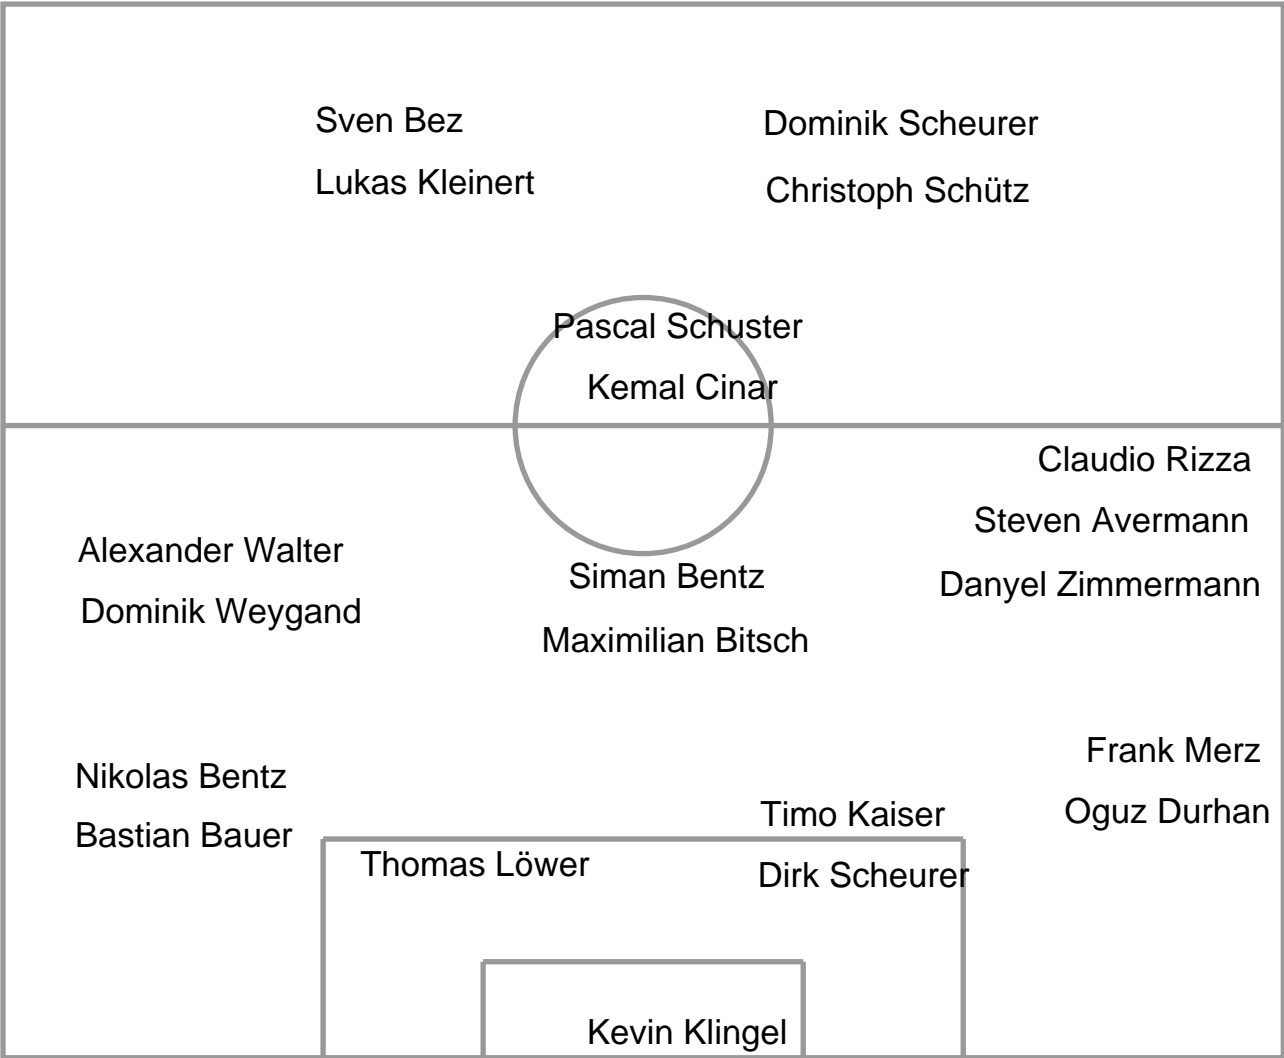 Sven Bez
Dominik Scheurer
Lukas Kleinert
Christoph Schütz
Pascal Schuster
Kemal Cinar
Claudio Rizza
Steven Avermann
Alexander Walter
Siman Bentz
Danyel Zimmermann
Dominik Weygand
Maximilian Bitsch
Frank Merz
Nikolas Bentz
Oguz Durhan
Timo Kaiser
Bastian Bauer
Thomas Löwer
Dirk Scheurer
Kevin Klingel